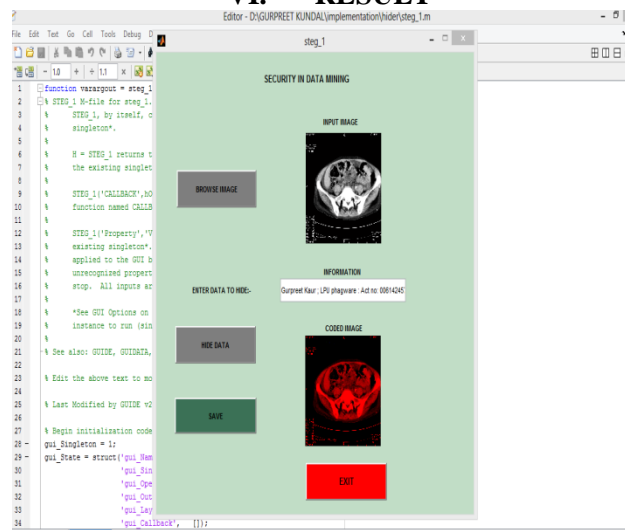 VI. RESULT
Editor - D:\GURPREET KUNDAL\implementation\hider\steg_1.m
File Edit Text Go Cell Tools Debug D
steg_1
- 1.0 + ÷ 1.1 ×
1 function varargout = steg_1
2 % STEG_1 M-file for steg_1.
3 % STEG_1, by itself, c
4 % singleton*.
5 %
6 % H = STEG_1 returns t
7 % the existing singlet
8 %
9 % STEG_1('CALLBACK',hO
10 % function named CALLB
11 %
12 % STEG_1('Property','V
13 % existing singleton*.
14 % applied to the GUI b
15 % unrecognized propert
16 % stop. All inputs ar
17 %
18 % *See GUI Options on
19 % instance to run (sin
20 %
21 % See also: GUIDE, GUIDATA,
22
23 % Edit the above text to mo
24
25 % Last Modified by GUIDE v2
26
27 % Begin initialization code
28 - gui_Singleton = 1;
29 - gui_State = struct('gui_Nam
30 'gui_Sin
31 'gui_Ope
32 'gui_Out
33 'gui_Lay
34 'gui_Callback', []);
SECURITY IN DATA MINING
INPUT IMAGE
BROWSE IMAGE
INFORMATION
ENTER DATA TO HIDE:- Gurpreet Kaur ; LPU phagware : Act no: 00614245
CODED IMAGE
HIDE DATA
SAVE
EXIT